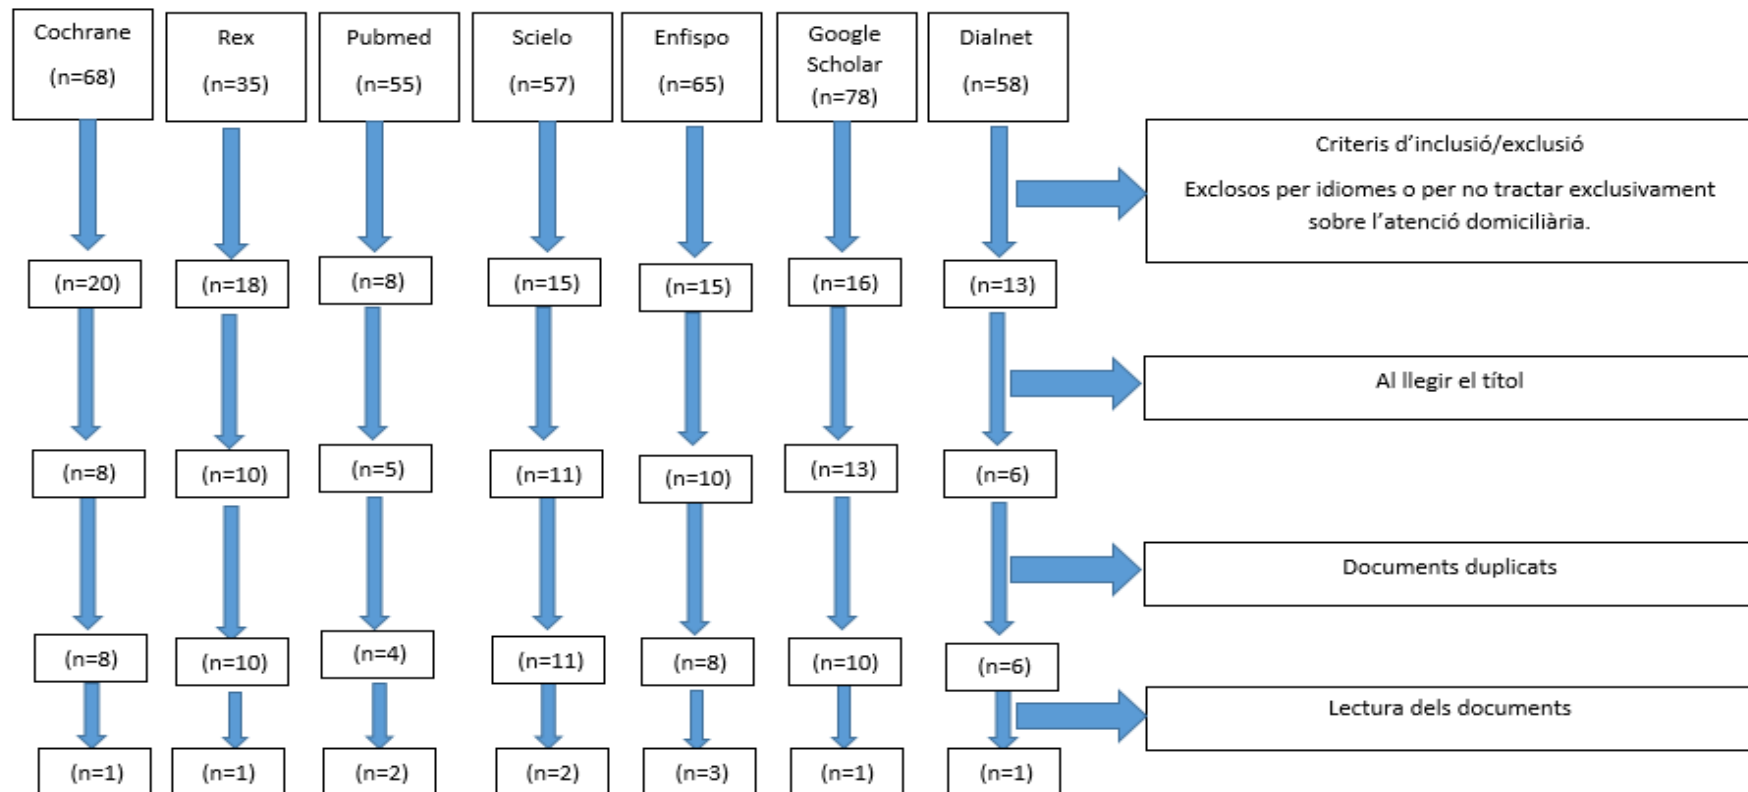 Cochrane
(n=68)
Rex
(n=35)
Pubmed
(n=55)
Scielo
(n=57)
Enfispo
(n=65)
Google
Scholar
(n=78)
Dialnet
(n=58)
Criteris d’inclusió/exclusió
Exclosos per idiomes o per no tractar exclusivament
sobre l’atenció domiciliària.
(n=20)
(n=18)
(n=8)
(n=15)
(n=15)
(n=16)
(n=13)
Al llegir el títol
(n=8)
(n=10)
(n=5)
(n=11)
(n=10)
(n=13)
(n=6)
Documents duplicats
(n=8)
(n=10)
(n=4)
(n=11)
(n=8)
(n=10)
(n=6)
Lectura dels documents
(n=1)
(n=1)
(n=2)
(n=2)
(n=3)
(n=1)
(n=1)